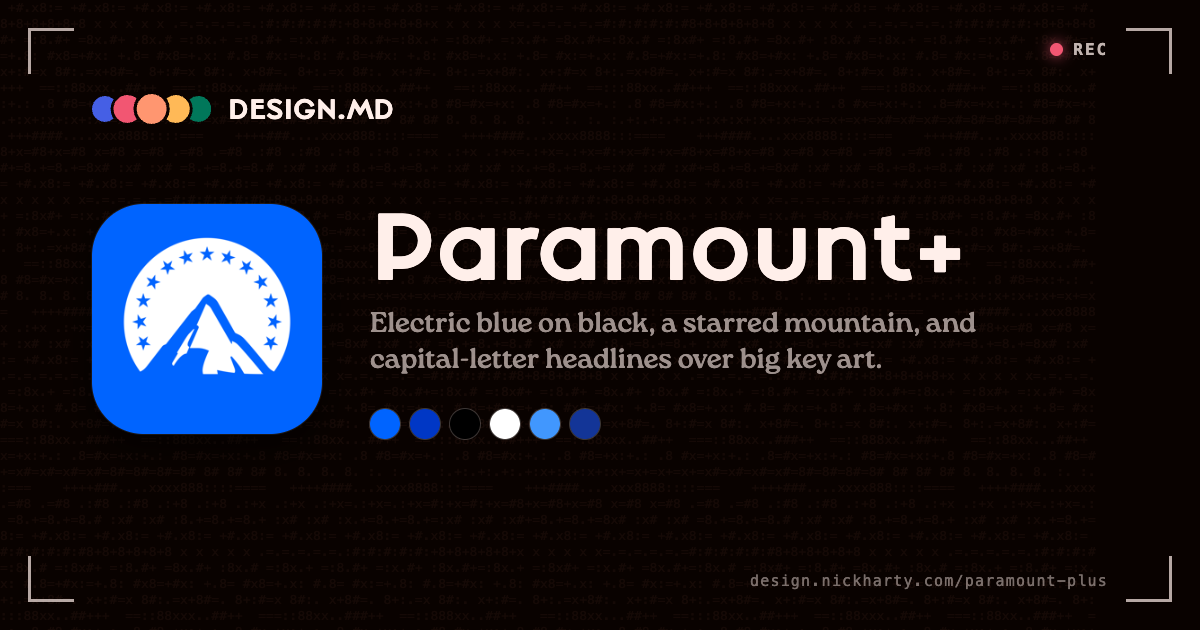 REC
DESIGN.MD
Paramount+
Electric blue on black, a starred mountain, and
capital-letter headlines over big key art.
design.nickharty.com/paramount-plus